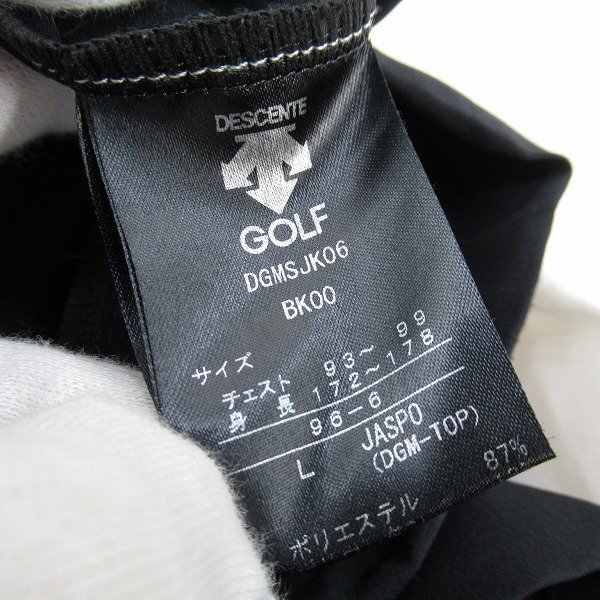 DESCENTE
GOLF
DGMSJK06
BK00
サイズ
チェスト 93～ 99
身 長 172～178
96-6
L JASPO
(DGM-TOP)
ポリエステル 87%